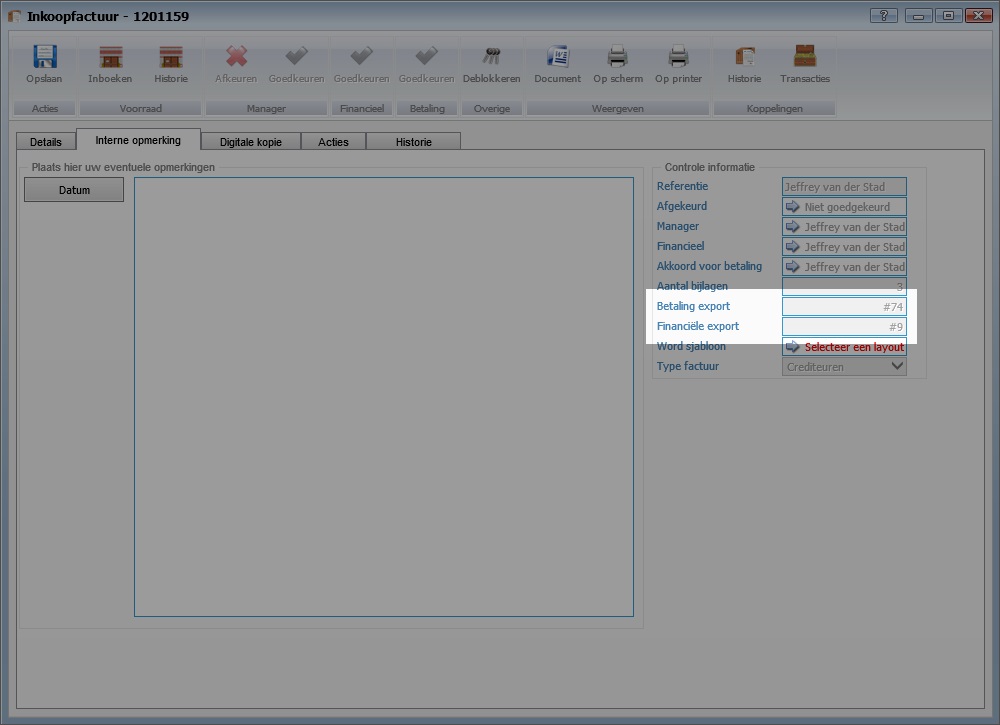 Inkoopfactuur - 1201159
Opslaan Inboeken Historie Afkeuren Goedkeuren Goedkeuren Goedkeuren Deblokkeren Document Op scherm Op printer Historie Transacties
Acties Voorraad Manager Financieel Betaling Overige Weergeven Koppelingen
Details Interne opmerking Digitale kopie Acties Historie
Plaats hier uw eventuele opmerkingen
Datum
Controle informatie
Referentie Jeffrey van der Stad
Afgekeurd Niet goedgekeurd
Manager Jeffrey van der Stad
Financieel Jeffrey van der Stad
Akkoord voor betaling Jeffrey van der Stad
Aantal bijlagen 3
Betaling export #74
Financiële export #9
Word sjabloon Selecteer een layout
Type factuur Crediteuren